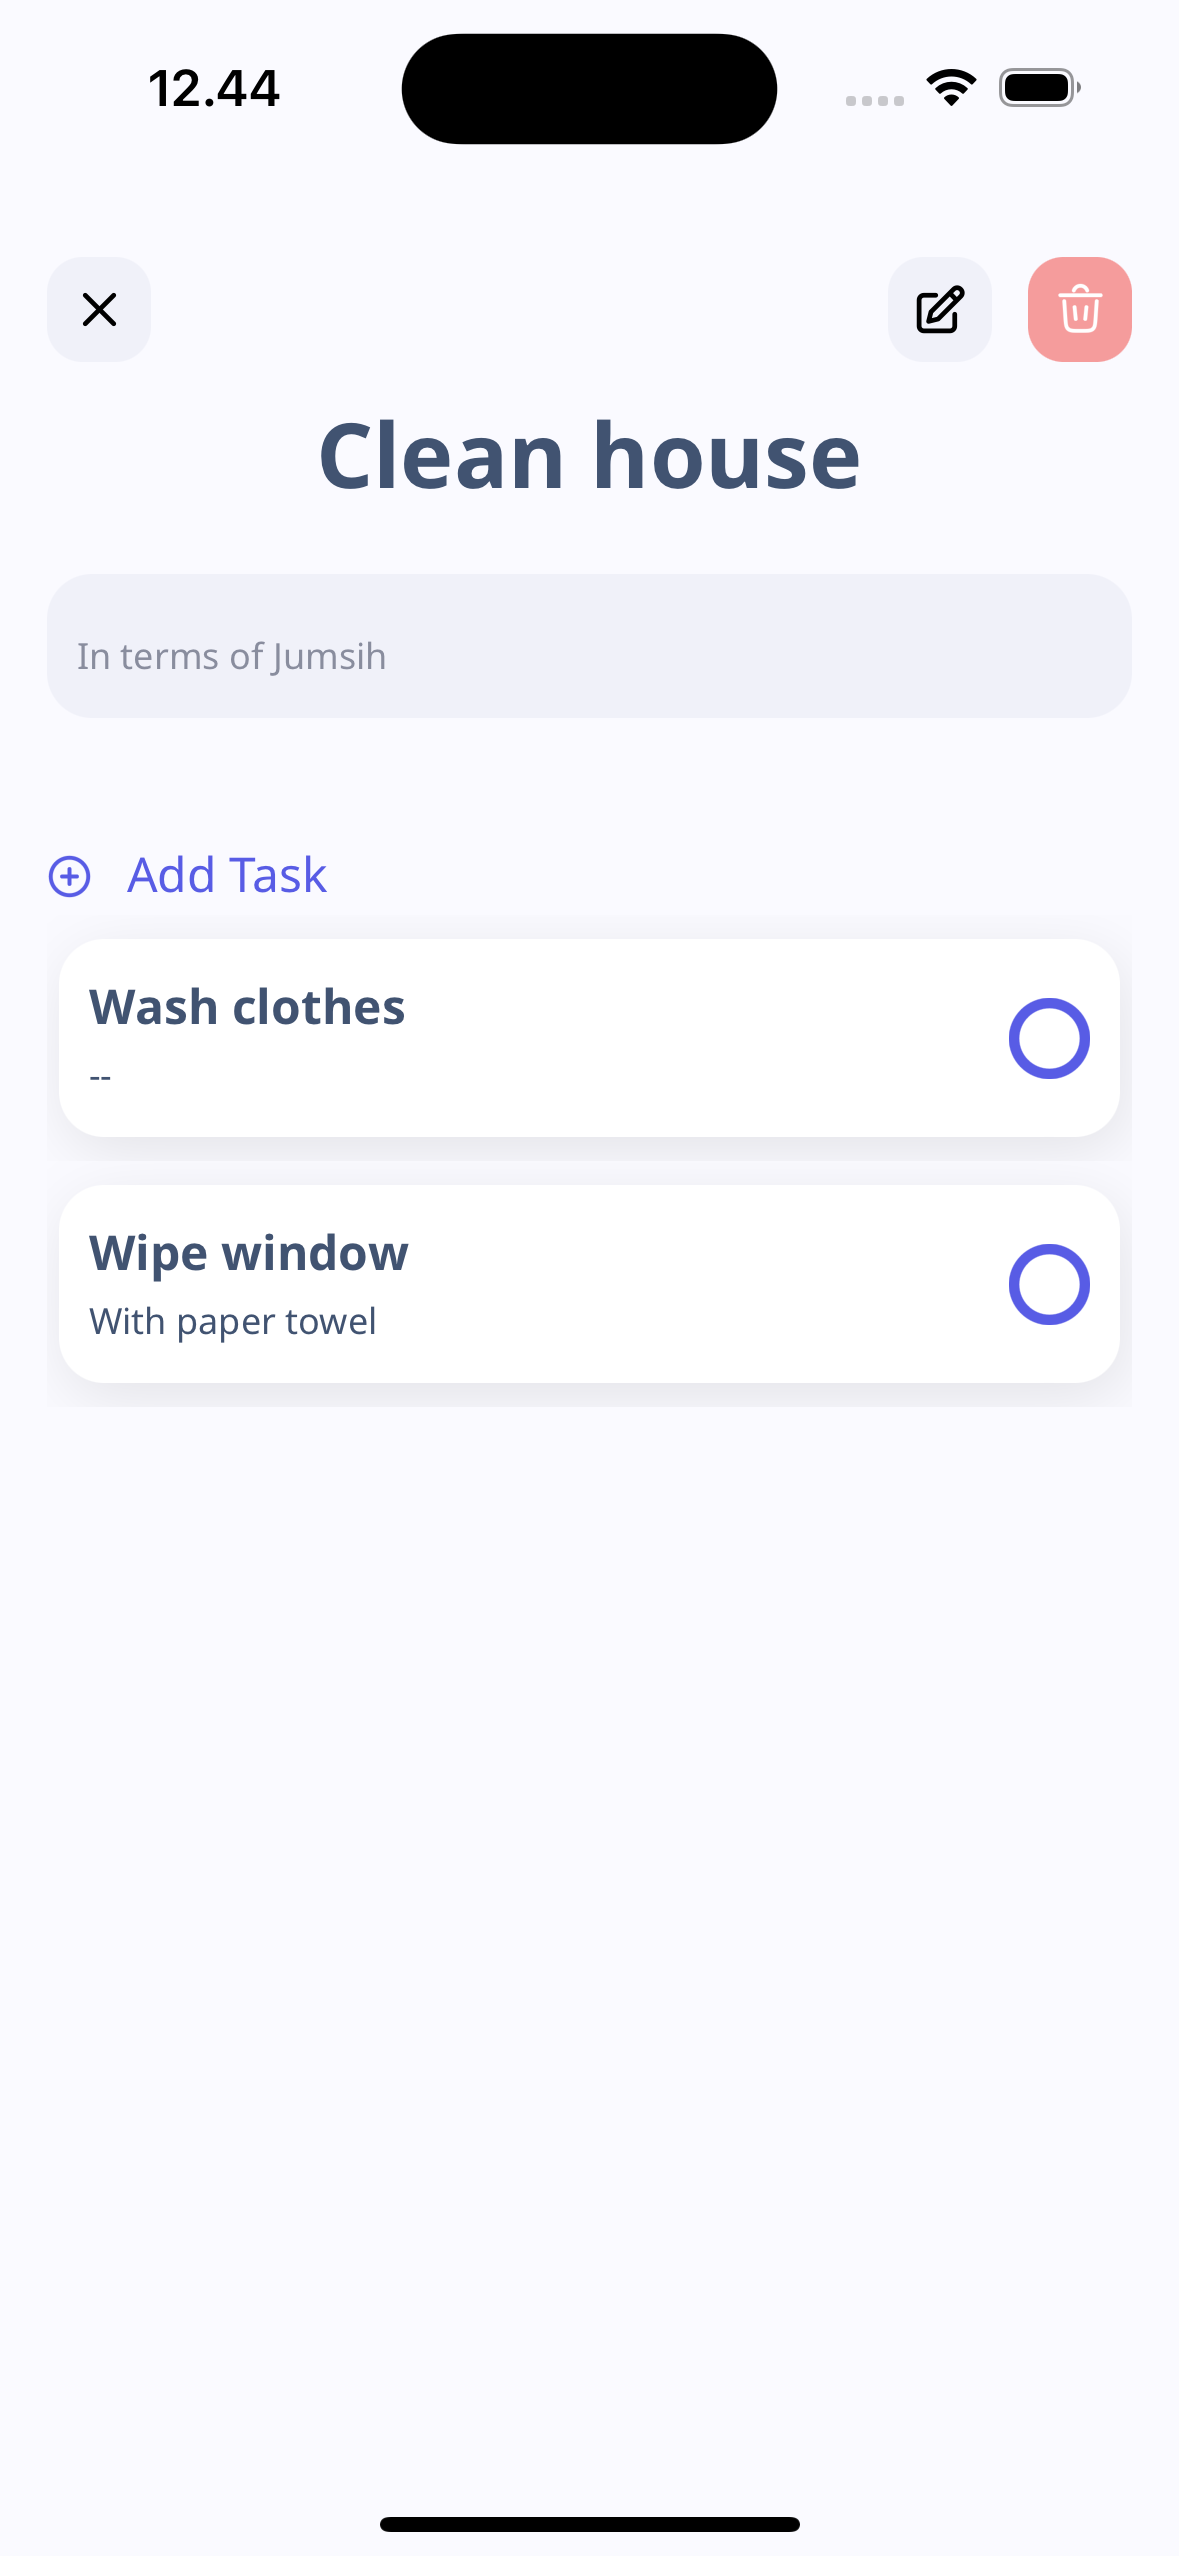 12.44
Clean house
In terms of Jumsih
Add Task
Wash clothes
--
Wipe window
With paper towel